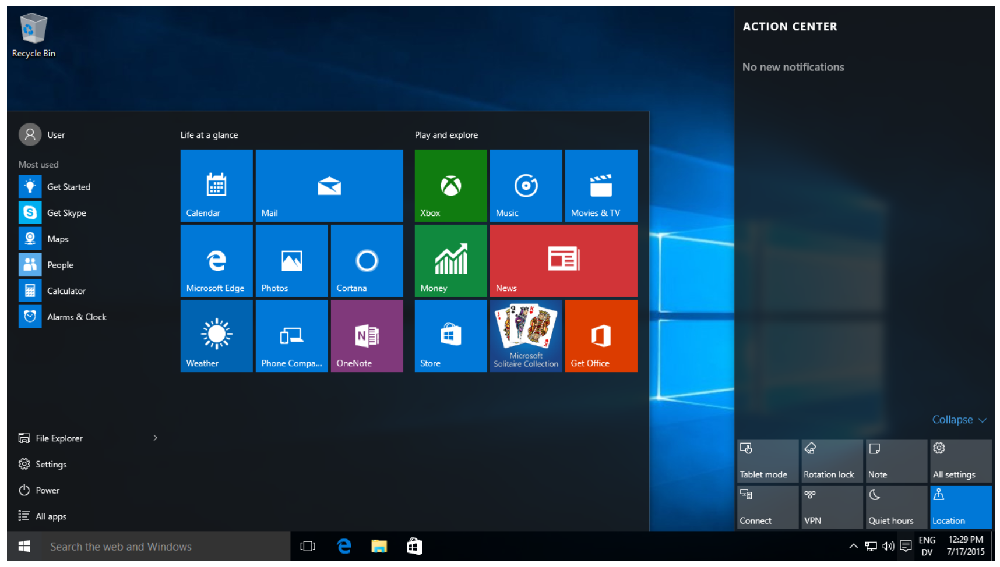 Recycle Bin
ACTION CENTER
No new notifications
User
Most used
Get Started
Get Skype
Maps
People
Calculator
Alarms & Clock
File Explorer
Settings
Power
All apps
Life at a glance
Calendar
Mail
Microsoft Edge
Photos
Cortana
Weather
Phone Compa...
OneNote
Play and explore
Xbox
Music
Movies & TV
Money
News
Store
Microsoft
Solitaire Collection
Get Office
Collapse
Tablet mode
Rotation lock
Note
All settings
Connect
VPN
Quiet hours
Location
Search the web and Windows
ENG
DV
12:29 PM
7/17/2015